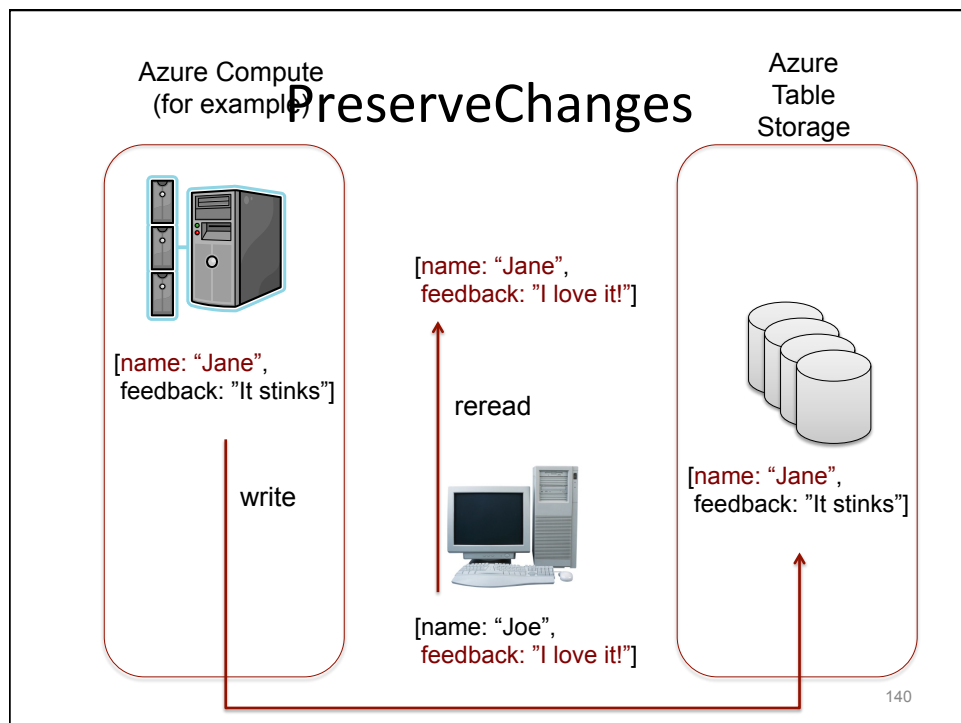 Azure Compute
(for example)
PreserveChanges
Azure
Table
Storage
[name: “Jane”,
feedback: ”I love it!”]
[name: “Jane”,
feedback: ”It stinks”]
reread
write
[name: “Jane”,
feedback: ”It stinks”]
[name: “Joe”,
feedback: ”I love it!”]
140